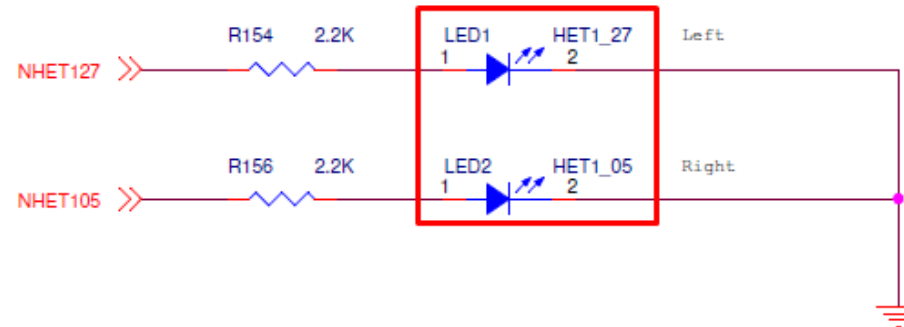 R154 2.2K LED1 HET1_27 Left
NHET127 1 2
R156 2.2K LED2 HET1_05 Right
NHET105 1 2